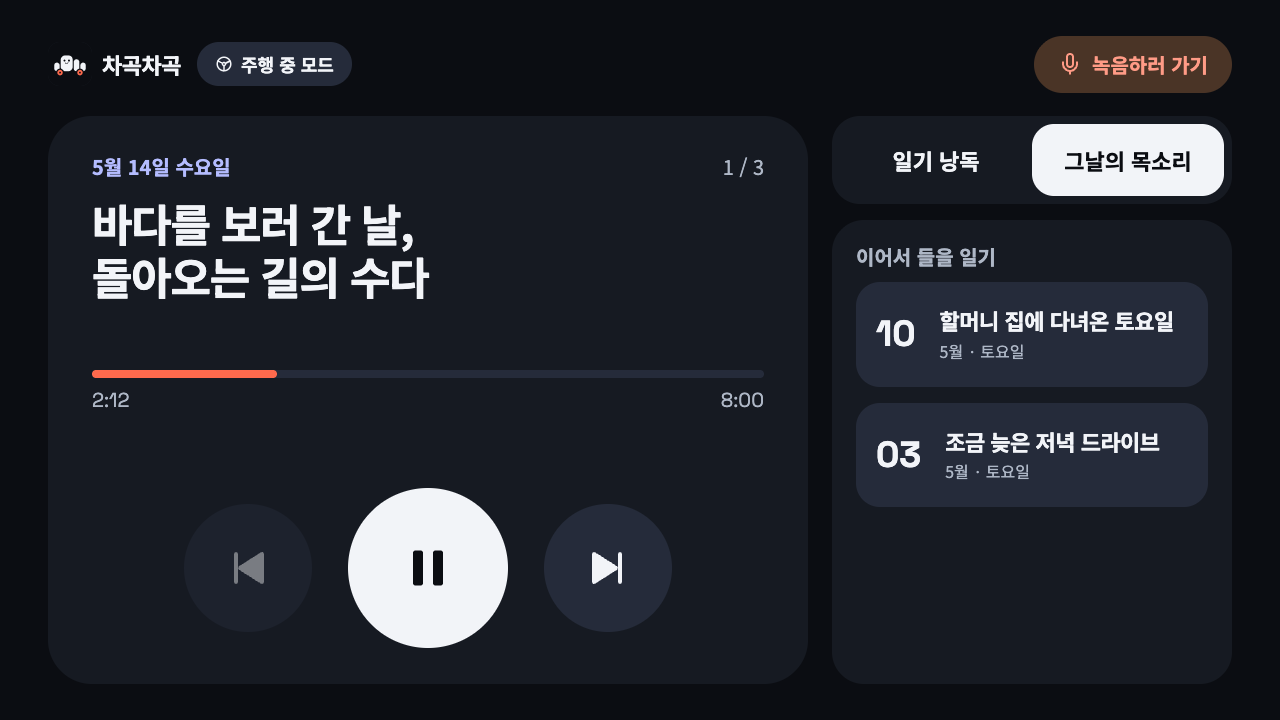 차곡차곡
주행 중 모드
녹음하러 가기
5월 14일 수요일
1 / 3
바다를 보러 간 날,
돌아오는 길의 수다
2:12
8:00
일기 낭독
그날의 목소리
이어서 들을 일기
10
할머니 집에 다녀온 토요일
5월 · 토요일
03
조금 늦은 저녁 드라이브
5월 · 토요일